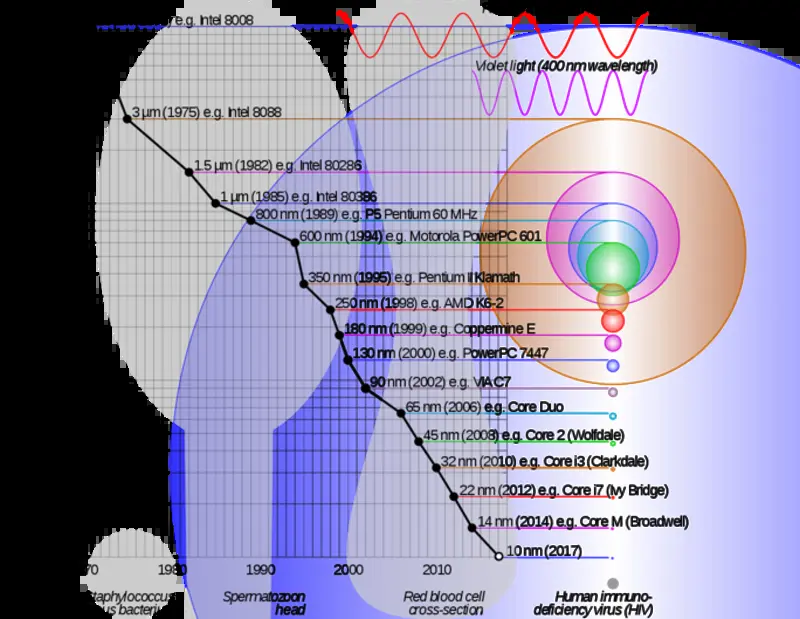 e.g. Intel 8008
Violet light (400 nm wavelength)
3 µm (1975) e.g. Intel 8088
1.5 µm (1982) e.g. Intel 80286
1 µm (1985) e.g. Intel 80386
800 nm (1989) e.g. P5 Pentium 60 MHz
600 nm (1994) e.g. Motorola PowerPC 601
350 nm (1995) e.g. Pentium II Klamath
250 nm (1998) e.g. AMD K6-2
180 nm (1999) e.g. Coppermine E
130 nm (2000) e.g. PowerPC 7447
90 nm (2002) e.g. VIA C7
65 nm (2006) e.g. Core Duo
45 nm (2008) e.g. Core 2 (Wolfdale)
32 nm (2010) e.g. Core i3 (Clarkdale)
22 nm (2012) e.g. Core i7 (Ivy Bridge)
14 nm (2014) e.g. Core M (Broadwell)
10 nm (2017)
70 1980 1990 2000 2010
taphylococcus Spermatozoon Red blood cell Human immuno-
us bacterium head cross-section deficiency virus (HIV)